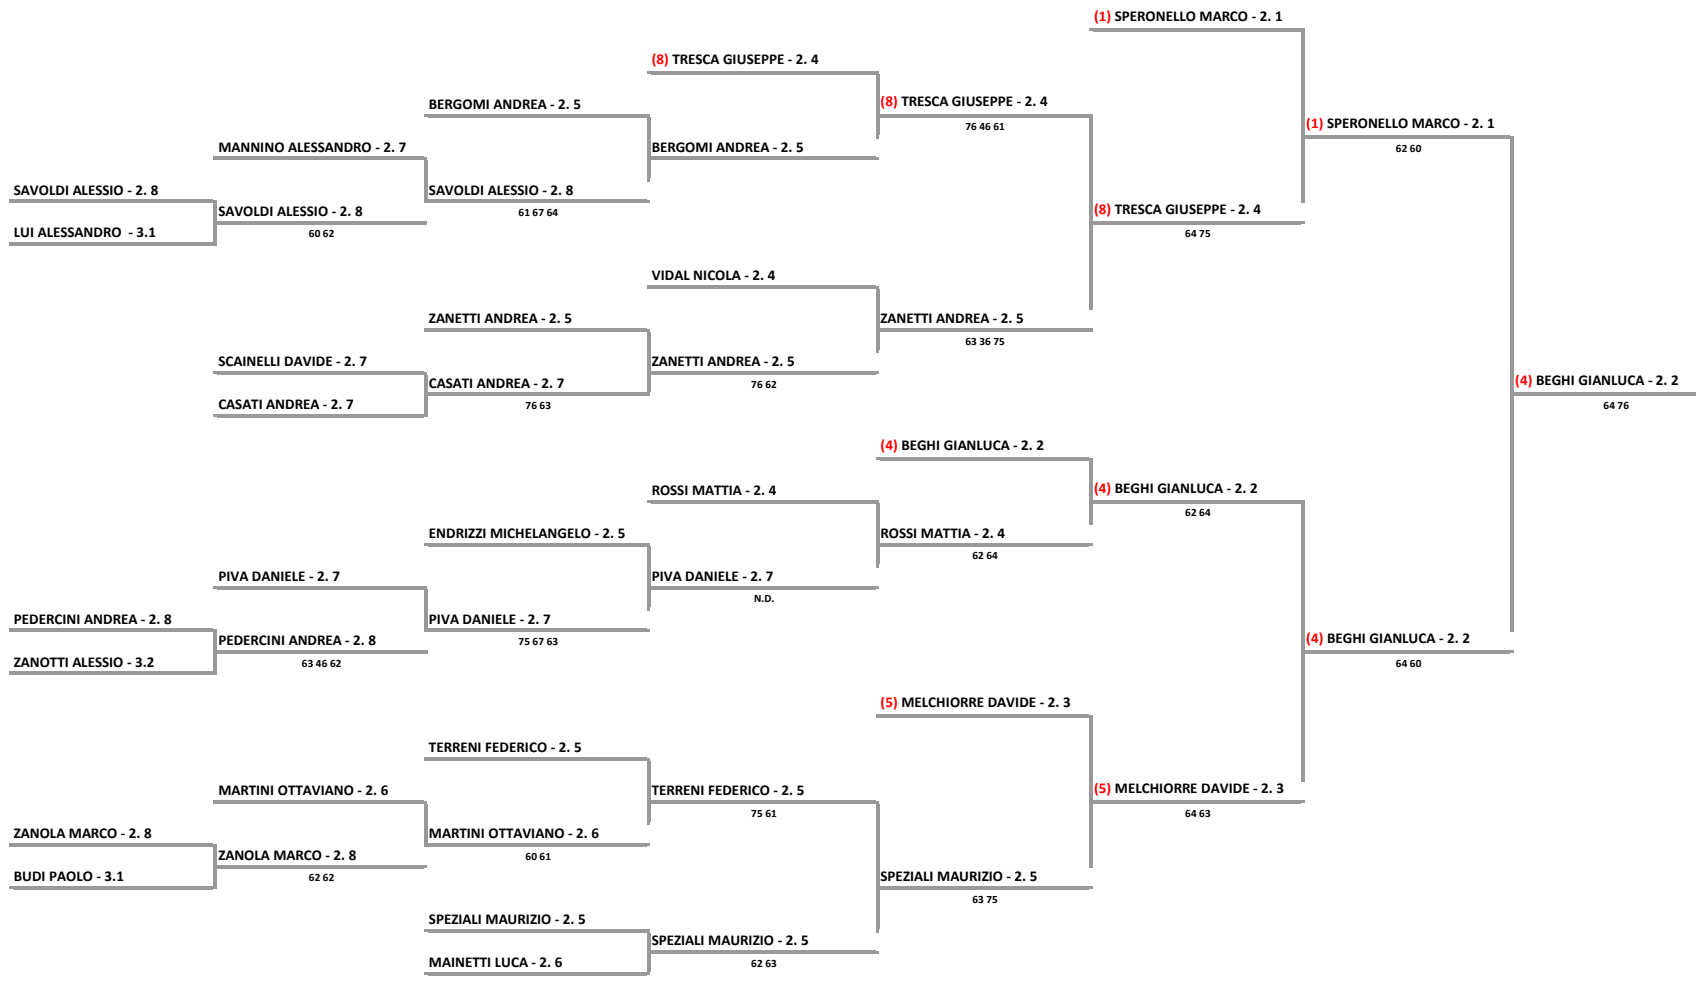 (1) SPERONELLO MARCO - 2. 1
(8) TRESCA GIUSEPPE - 2. 4
BERGOMI ANDREA - 2. 5
(8) TRESCA GIUSEPPE - 2. 4
76 46 61
(1) SPERONELLO MARCO - 2. 1
62 60
MANNINO ALESSANDRO - 2. 7
BERGOMI ANDREA - 2. 5
SAVOLDI ALESSIO - 2. 8
SAVOLDI ALESSIO - 2. 8
61 67 64
SAVOLDI ALESSIO - 2. 8
60 62
(8) TRESCA GIUSEPPE - 2. 4
64 75
LUI ALESSANDRO - 3.1
VIDAL NICOLA - 2. 4
ZANETTI ANDREA - 2. 5
ZANETTI ANDREA - 2. 5
63 36 75
SCAINELLI DAVIDE - 2. 7
ZANETTI ANDREA - 2. 5
76 62
CASATI ANDREA - 2. 7
76 63
(4) BEGHI GIANLUCA - 2. 2
64 76
CASATI ANDREA - 2. 7
(4) BEGHI GIANLUCA - 2. 2
ROSSI MATTIA - 2. 4
(4) BEGHI GIANLUCA - 2. 2
62 64
ENDRIZZI MICHELANGELO - 2. 5
ROSSI MATTIA - 2. 4
62 64
PIVA DANIELE - 2. 7
PIVA DANIELE - 2. 7
N.D.
PEDERCINI ANDREA - 2. 8
PIVA DANIELE - 2. 7
75 67 63
PEDERCINI ANDREA - 2. 8
63 46 62
(4) BEGHI GIANLUCA - 2. 2
64 60
ZANOTTI ALESSIO - 3.2
(5) MELCHIORRE DAVIDE - 2. 3
TERRENI FEDERICO - 2. 5
MARTINI OTTAVIANO - 2. 6
TERRENI FEDERICO - 2. 5
75 61
(5) MELCHIORRE DAVIDE - 2. 3
64 63
ZANOLA MARCO - 2. 8
MARTINI OTTAVIANO - 2. 6
60 61
ZANOLA MARCO - 2. 8
62 62
BUDI PAOLO - 3.1
SPEZIALI MAURIZIO - 2. 5
63 75
SPEZIALI MAURIZIO - 2. 5
SPEZIALI MAURIZIO - 2. 5
62 63
MAINETTI LUCA - 2. 6